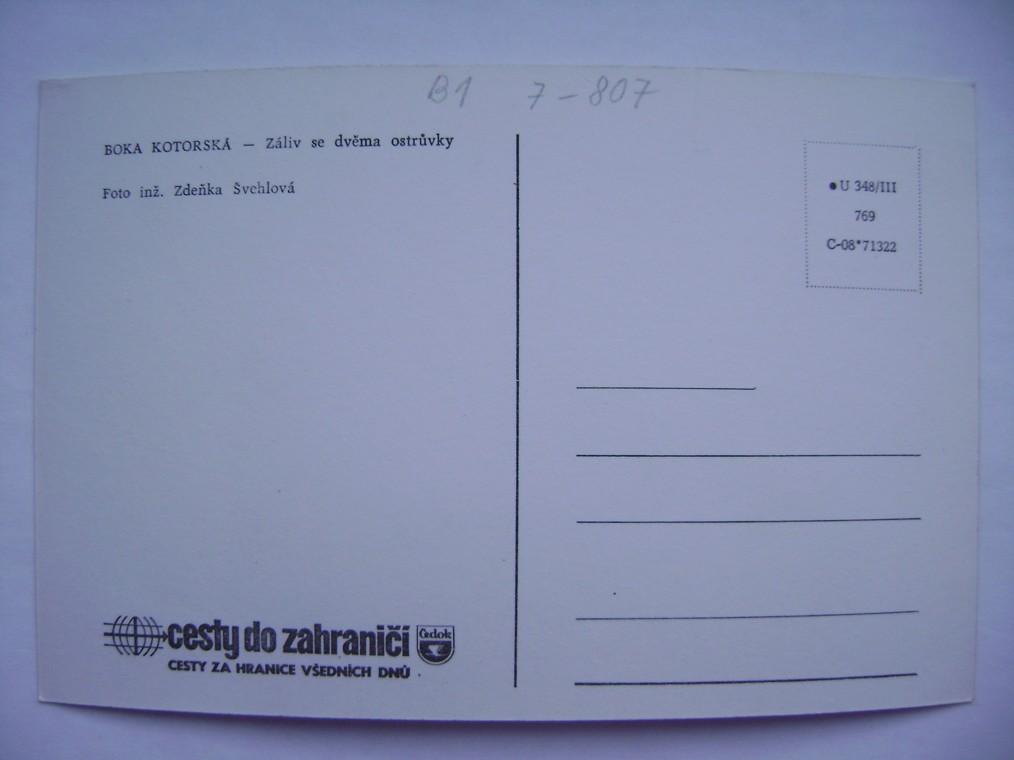 B1 7-807
BOKA KOTORSKÁ — Záliv se dvěma ostrůvky
Foto inž. Zdeňka Švehlová
● U 348/III
769
C-08*71322
cesty do zahraničí Čedok
CESTY ZA HRANICE VŠEDNÍCH DNŮ